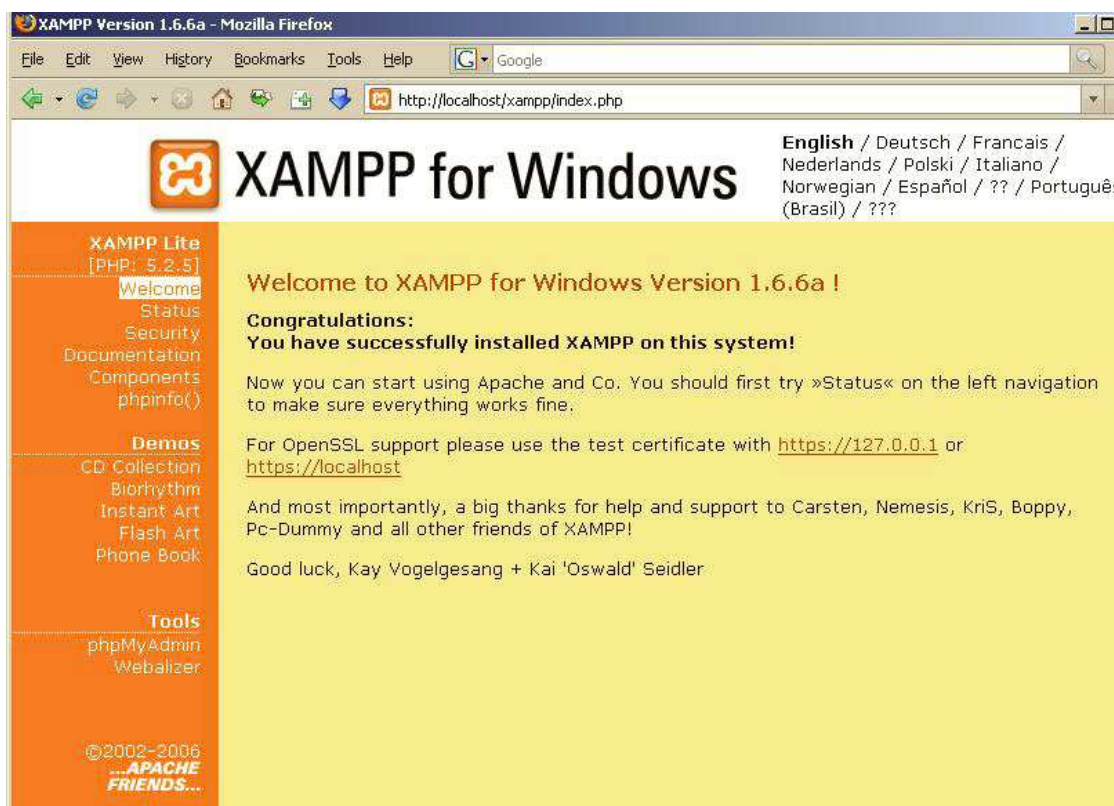 XAMPP Version 1.6.6a - Mozilla Firefox
File Edit View History Bookmarks Tools Help
G Google
http://localhost/xampp/index.php
XAMPP for Windows
English / Deutsch / Francais /
Nederlands / Polski / Italiano /
Norwegian / Español / ?? / Português
(Brasil) / ???
XAMPP Lite
[PHP: 5.2.5]
Welcome
Status
Security
Documentation
Components
phpinfo()
Demos
CD Collection
Biorhythm
Instant Art
Flash Art
Phone Book
Tools
phpMyAdmin
Webalizer
©2002-2006
...APACHE
FRIENDS...
Welcome to XAMPP for Windows Version 1.6.6a !
Congratulations:
You have successfully installed XAMPP on this system!
Now you can start using Apache and Co. You should first try »Status« on the left navigation
to make sure everything works fine.
For OpenSSL support please use the test certificate with https://127.0.0.1 or
https://localhost
And most importantly, a big thanks for help and support to Carsten, Nemesis, KriS, Boppy,
Pc-Dummy and all other friends of XAMPP!
Good luck, Kay Vogelgesang + Kai 'Oswald' Seidler